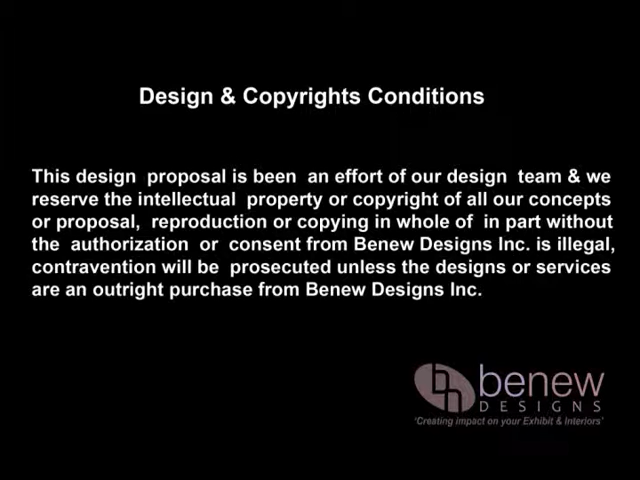 Design & Copyrights Conditions
This design proposal is been an effort of our design team & we
reserve the intellectual property or copyright of all our concepts
or proposal, reproduction or copying in whole of in part without
the authorization or consent from Benew Designs Inc. is illegal,
contravention will be prosecuted unless the designs or services
are an outright purchase from Benew Designs Inc.
bn benew
DESIGNS
'Creating impact on your Exhibit & Interiors'